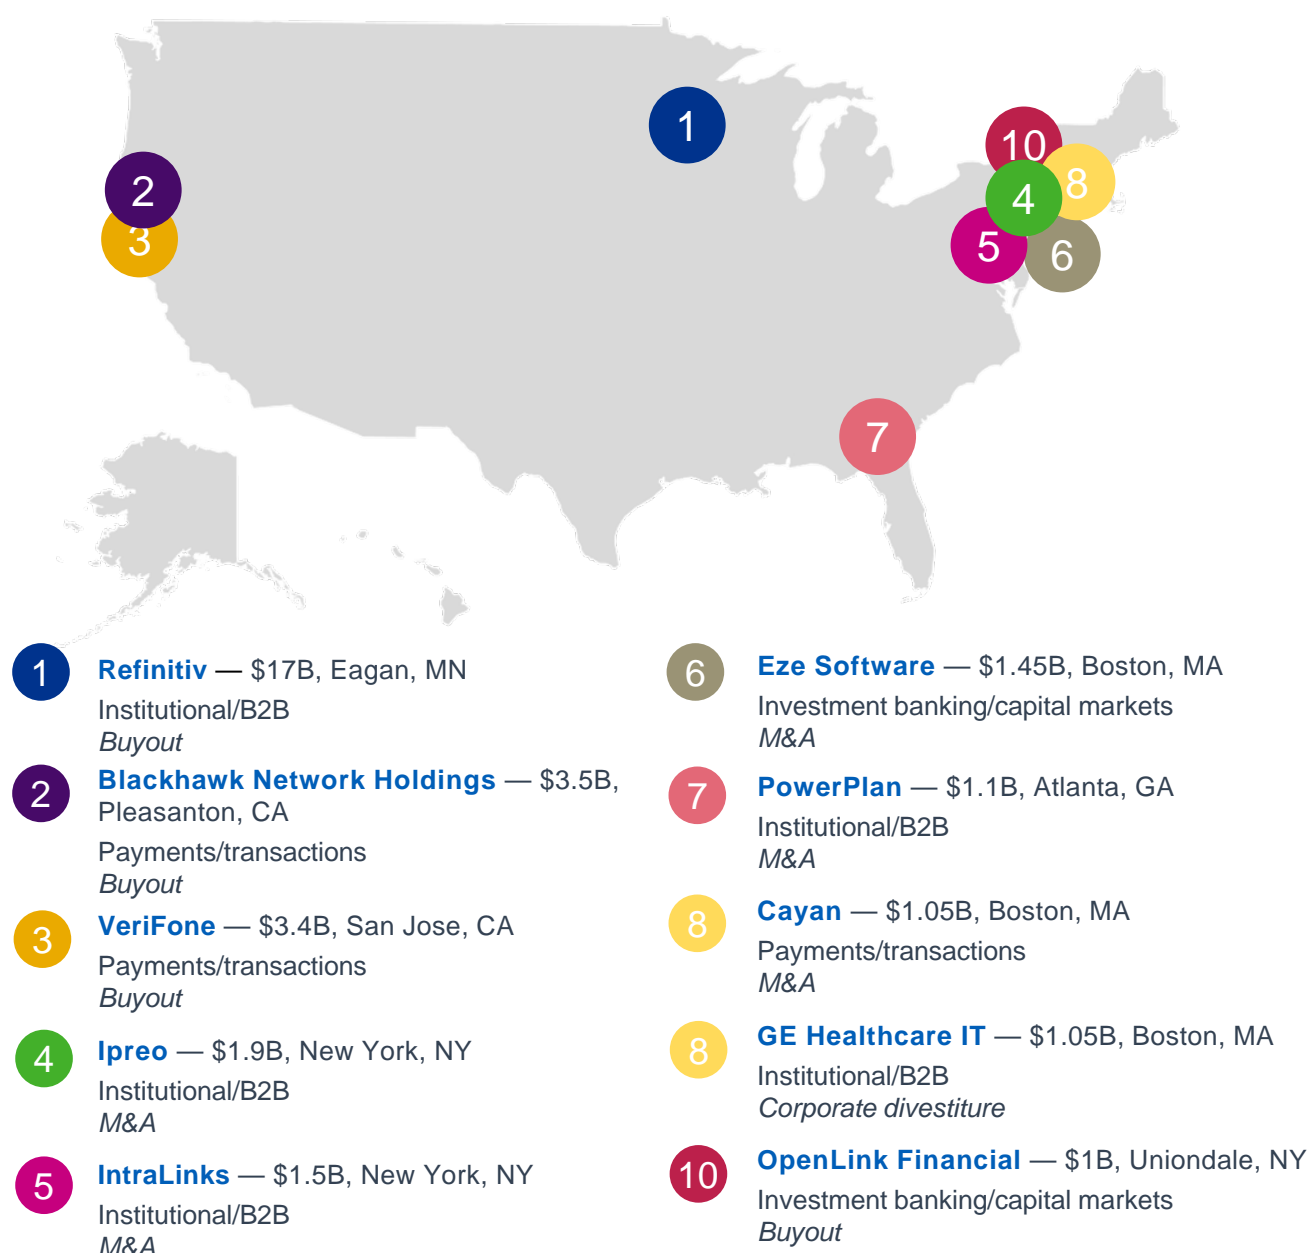 1
10
8
2
4
3
5
6
7
1
Refinitiv — $17B, Eagan, MN
Institutional/B2B
Buyout
2
Blackhawk Network Holdings — $3.5B,
Pleasanton, CA
Payments/transactions
Buyout
3
VeriFone — $3.4B, San Jose, CA
Payments/transactions
Buyout
4
Ipreo — $1.9B, New York, NY
Institutional/B2B
M&A
5
IntraLinks — $1.5B, New York, NY
Institutional/B2B
M&A
6
Eze Software — $1.45B, Boston, MA
Investment banking/capital markets
M&A
7
PowerPlan — $1.1B, Atlanta, GA
Institutional/B2B
M&A
8
Cayan — $1.05B, Boston, MA
Payments/transactions
M&A
8
GE Healthcare IT — $1.05B, Boston, MA
Institutional/B2B
Corporate divestiture
10
OpenLink Financial — $1B, Uniondale, NY
Investment banking/capital markets
Buyout